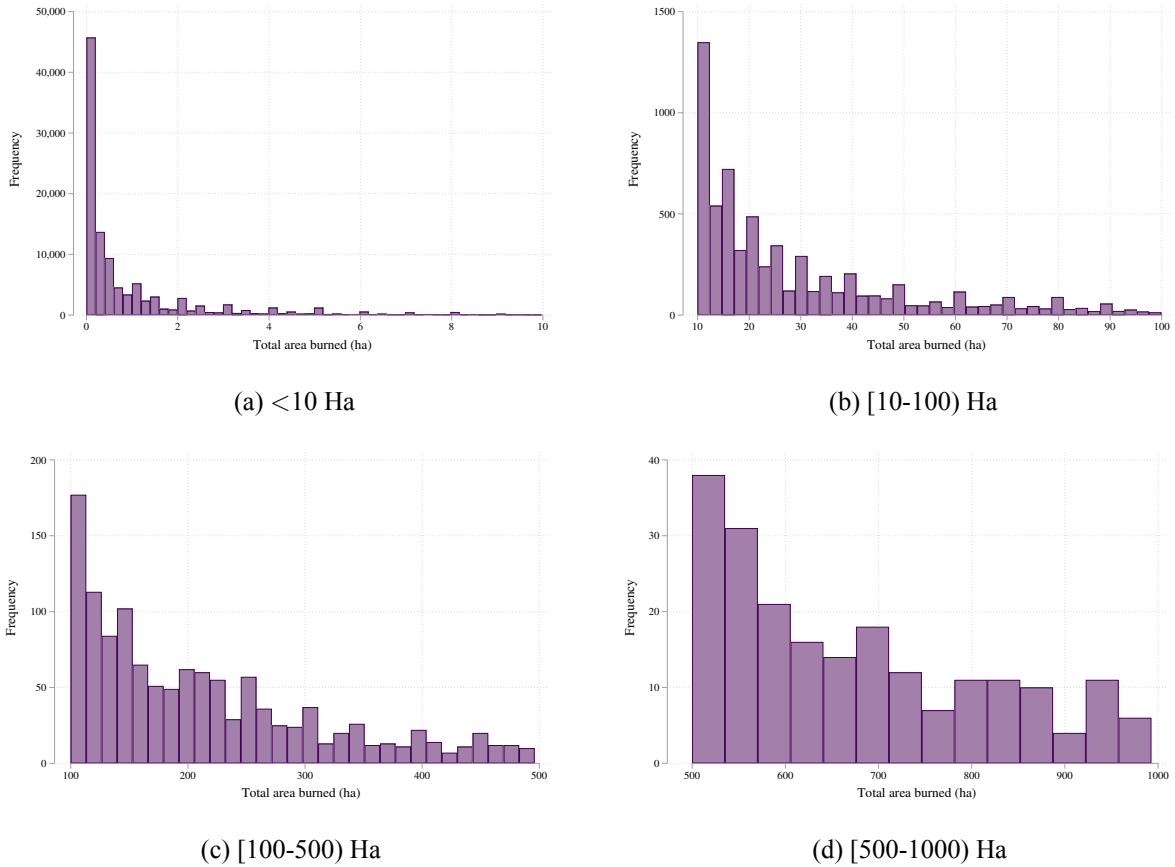 50,000
40,000
30,000
20,000
10,000
0
Frequency
0 2 4 6 8 10
Total area burned (ha)
(a) <10 Ha
1500
1000
500
0
Frequency
10 20 30 40 50 60 70 80 90 100
Total area burned (ha)
(b) [10-100) Ha
200
150
100
50
0
Frequency
100 200 300 400 500
Total area burned (ha)
(c) [100-500) Ha
40
30
20
10
0
Frequency
500 600 700 800 900 1000
Total area burned (ha)
(d) [500-1000) Ha